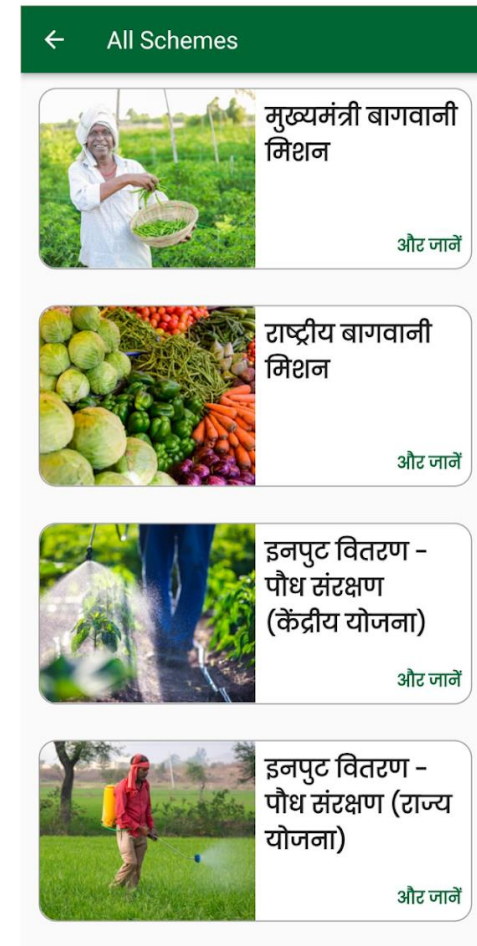 All Schemes
मुख्यमंत्री बागवानी
मिशन
और जानें
राष्ट्रीय बागवानी
मिशन
और जानें
इनपुट वितरण -
पौध संरक्षण
(केंद्रीय योजना)
और जानें
इनपुट वितरण -
पौध संरक्षण (राज्य
योजना)
और जानें